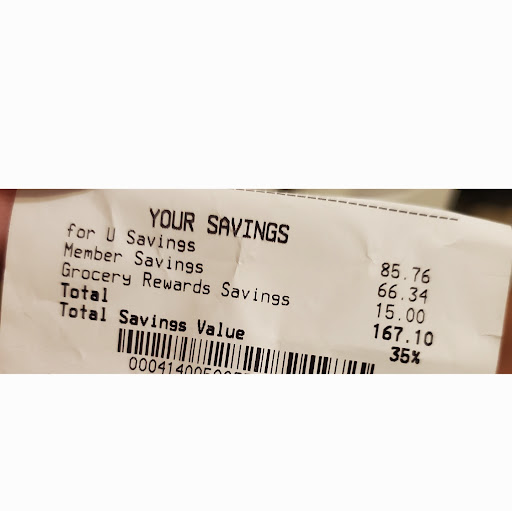 YOUR SAVINGS
for U Savings 85.76
Member Savings 66.34
Grocery Rewards Savings 15.00
Total 167.10
Total Savings Value 35%